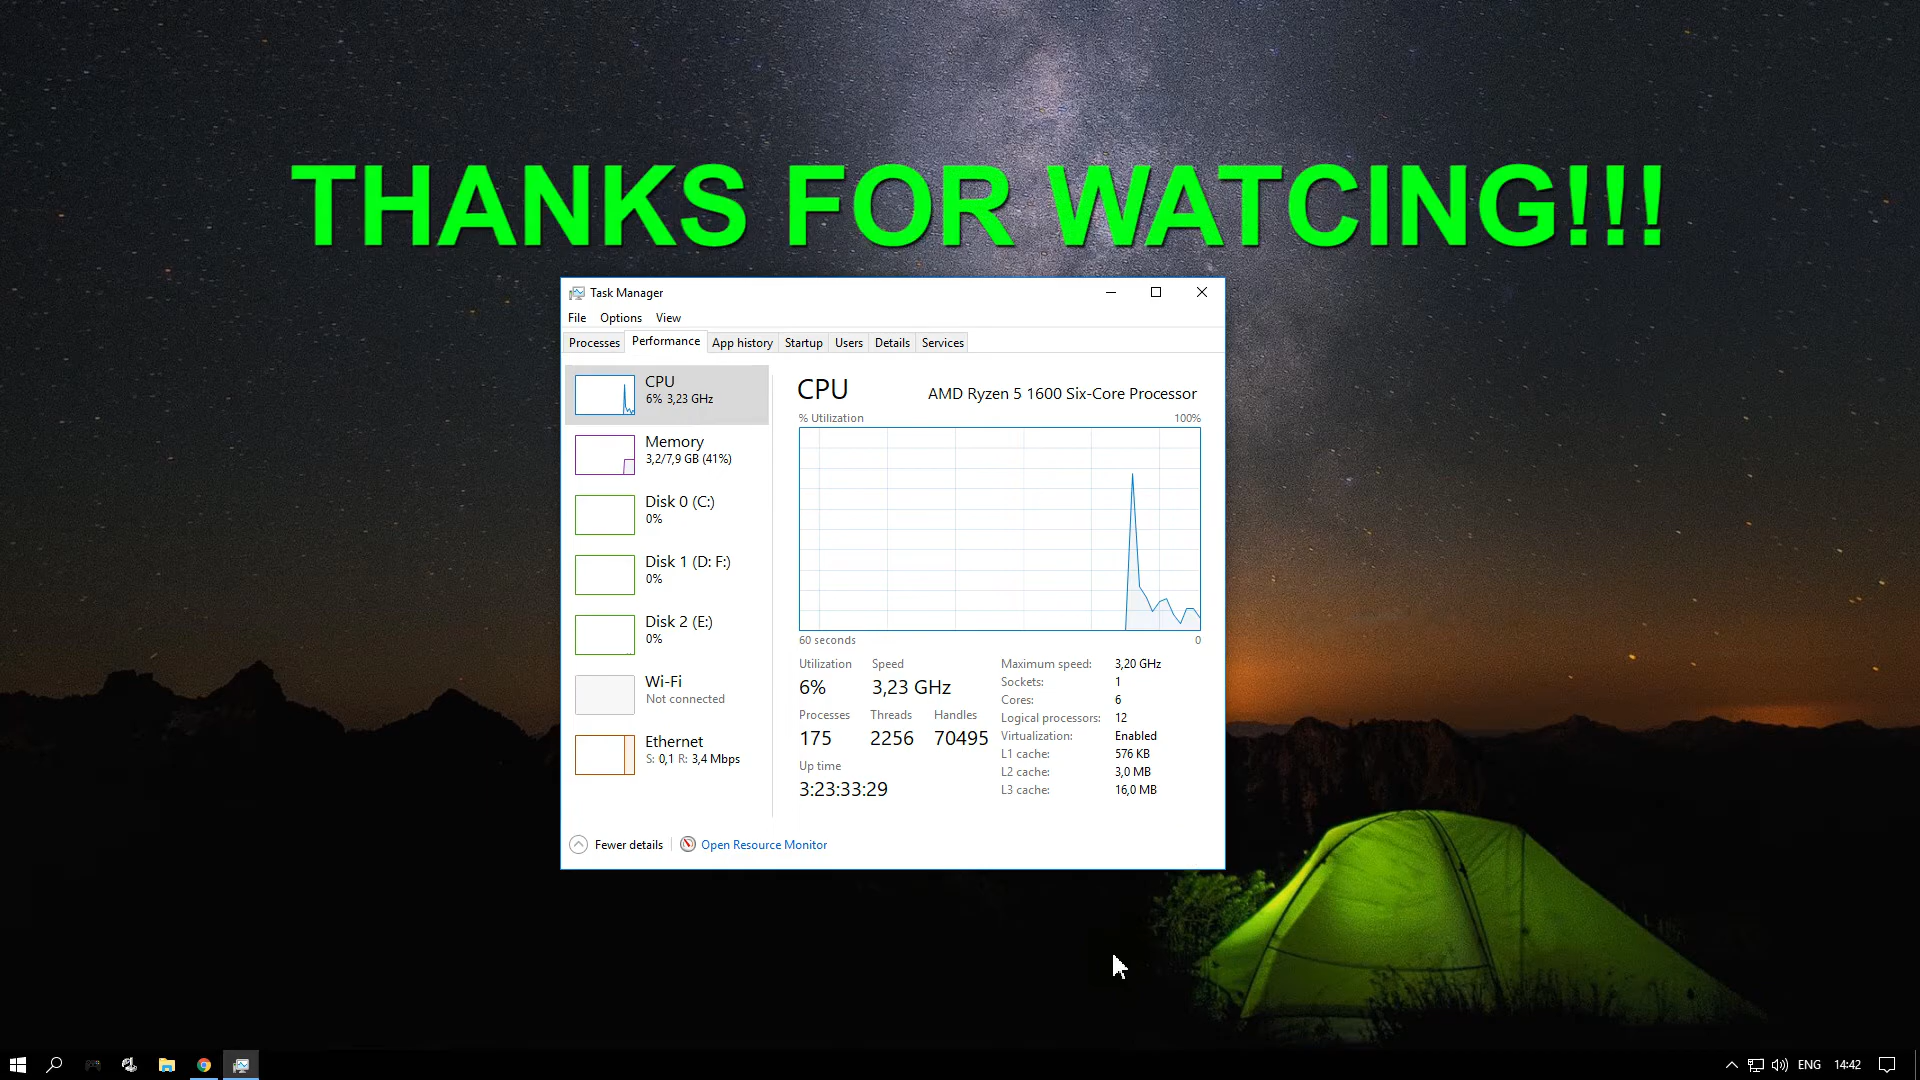 THANKS FOR WATCING!!!
Task Manager
File Options View
Processes Performance App history Startup Users Details Services
CPU
6% 3,23 GHz
Memory
3,2/7,9 GB (41%)
Disk 0 (C:)
0%
Disk 1 (D: F:)
0%
Disk 2 (E:)
0%
Wi-Fi
Not connected
Ethernet
S: 0,1 R: 3,4 Mbps
CPU AMD Ryzen 5 1600 Six-Core Processor
% Utilization 100%
60 seconds 0
Utilization Speed
6% 3,23 GHz
Processes Threads Handles
175 2256 70495
Up time
3:23:33:29
Maximum speed: 3,20 GHz
Sockets: 1
Cores: 6
Logical processors: 12
Virtualization: Enabled
L1 cache: 576 KB
L2 cache: 3,0 MB
L3 cache: 16,0 MB
Fewer details Open Resource Monitor
ENG 14:42